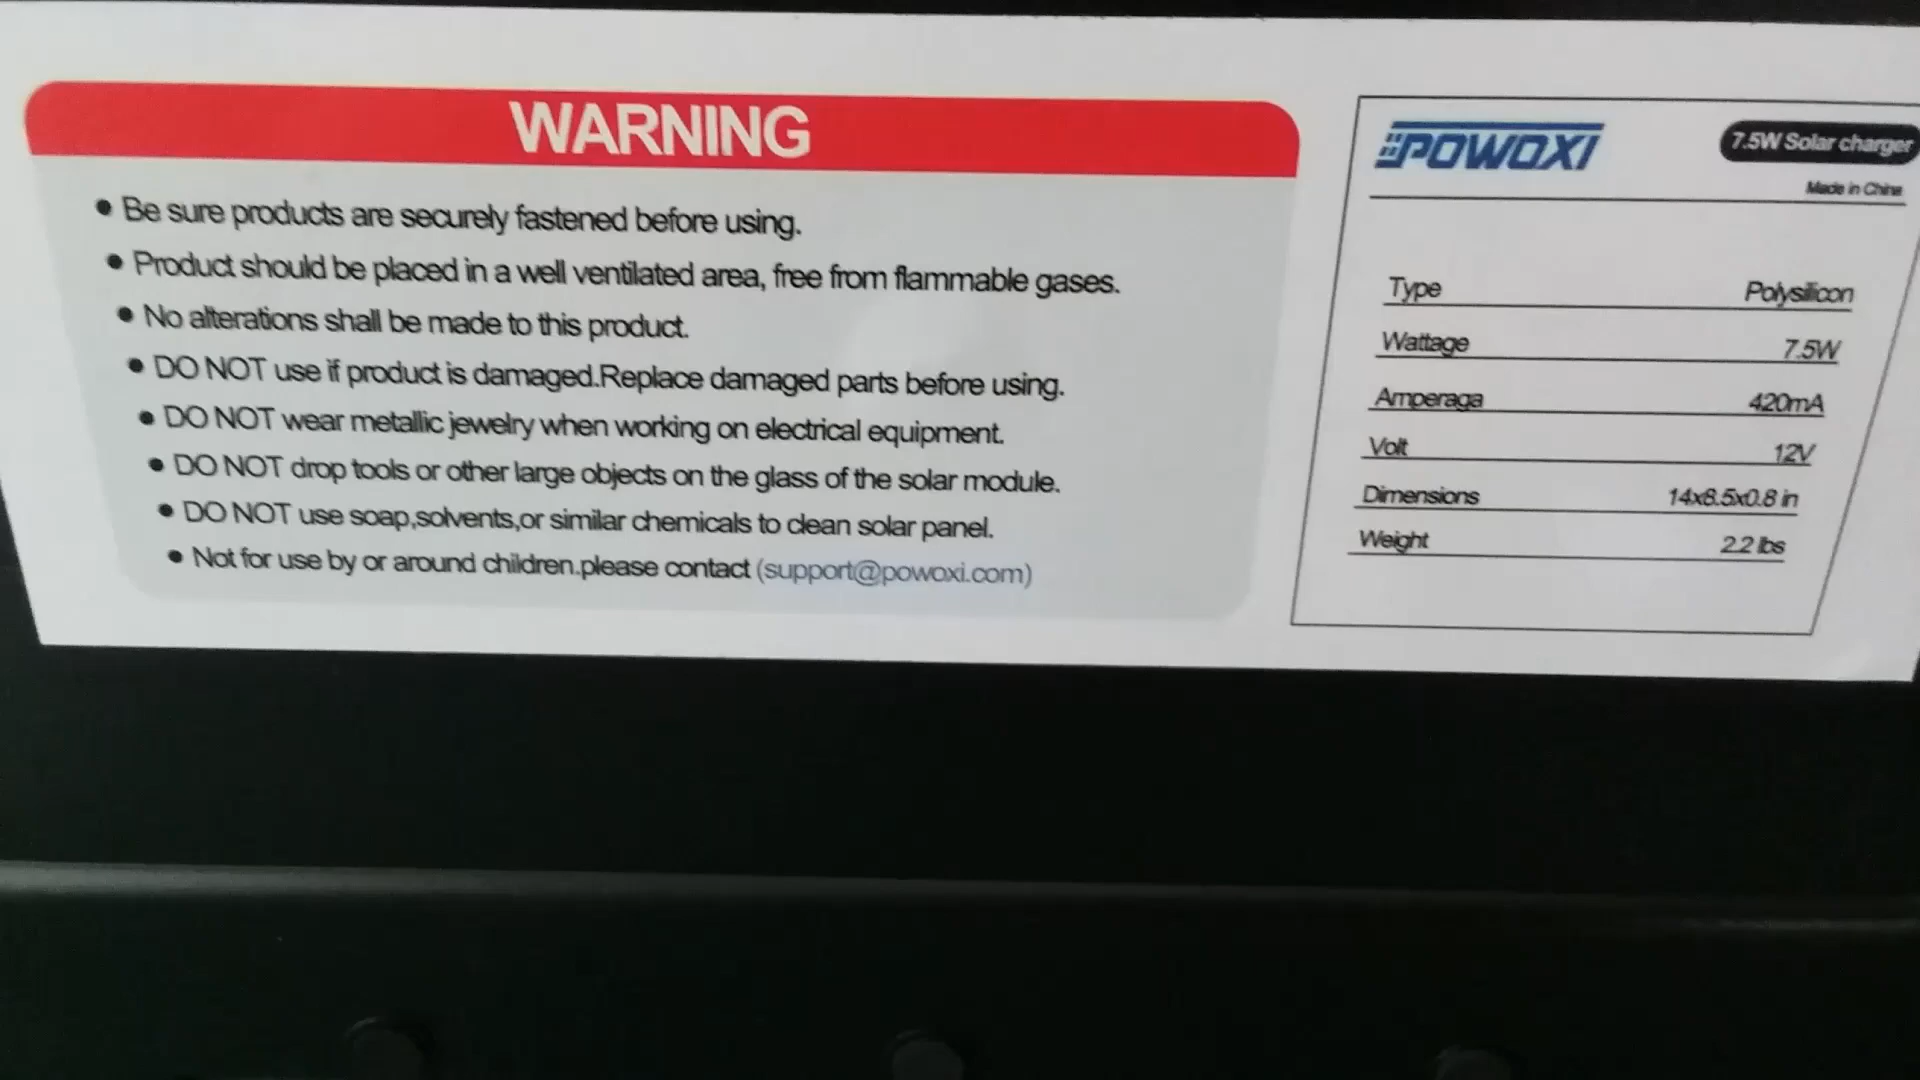 WARNING
● Be sure products are securely fastened before using.
● Product should be placed in a well ventilated area, free from flammable gases.
● No alterations shall be made to this product.
● DO NOT use if product is damaged.Replace damaged parts before using.
● DO NOT wear metallic jewelry when working on electrical equipment.
● DO NOT drop tools or other large objects on the glass of the solar module.
● DO NOT use soap,solvents,or similar chemicals to clean solar panel.
● Not for use by or around children.please contact (support@powoxi.com)
POWOXI 7.5W Solar charger
Made in China
Type Polysilicon
Wattage 7.5W
Amperaga 420mA
Volt 12V
Dimensions 14x8.5x0.8 in
Weight 2.2 lbs